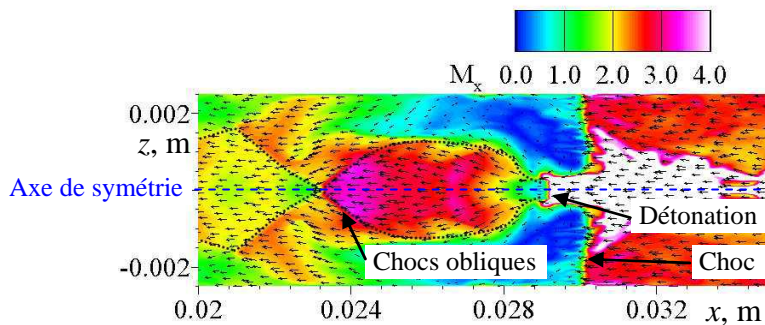 Mx 0.0 1.0 2.0 3.0 4.0
0.002
z, m
Axe de symétrie
Détonation
-0.002
Chocs obliques
Choc
0.02 0.024 0.028 0.032 x, m